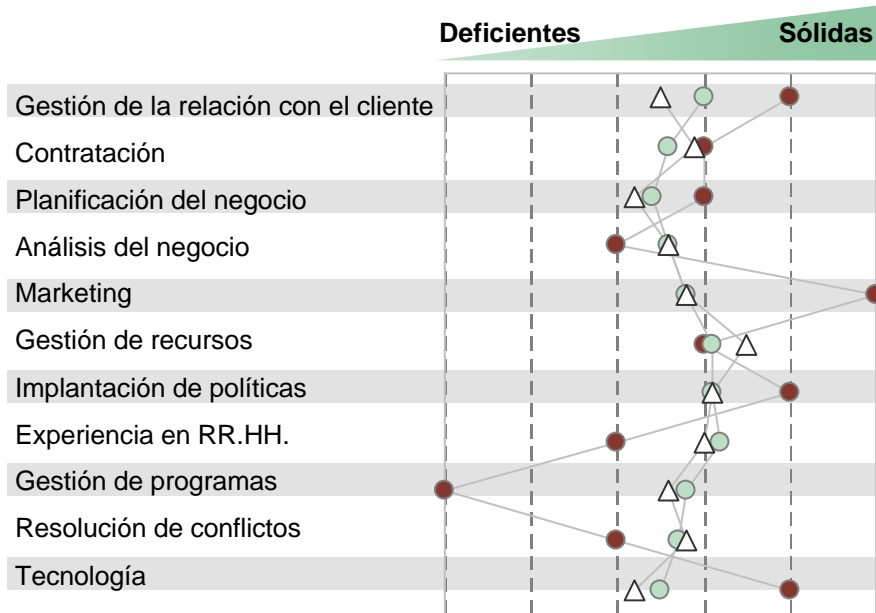 Deficientes Sólidas
Gestión de la relación con el cliente
Contratación
Planificación del negocio
Análisis del negocio
Marketing
Gestión de recursos
Implantación de políticas
Experiencia en RR.HH.
Gestión de programas
Resolución de conflictos
Tecnología